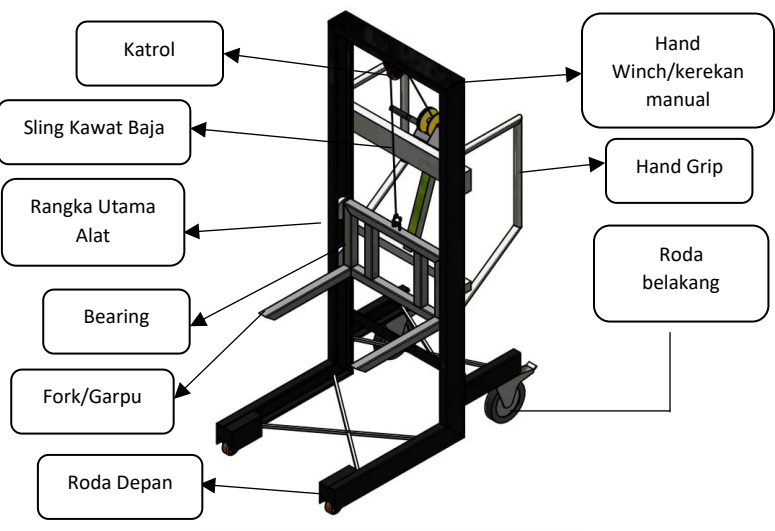 Katrol
Sling Kawat Baja
Rangka Utama
Alat
Bearing
Fork/Garpu
Roda Depan
Hand
Winch/kerekan
manual
Hand Grip
Roda
belakang